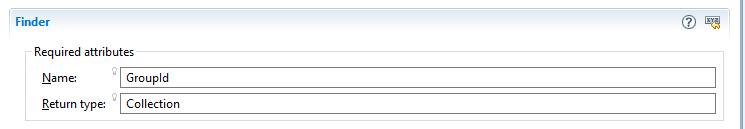 Finder
Required attributes
Name: GroupId
Return type: Collection